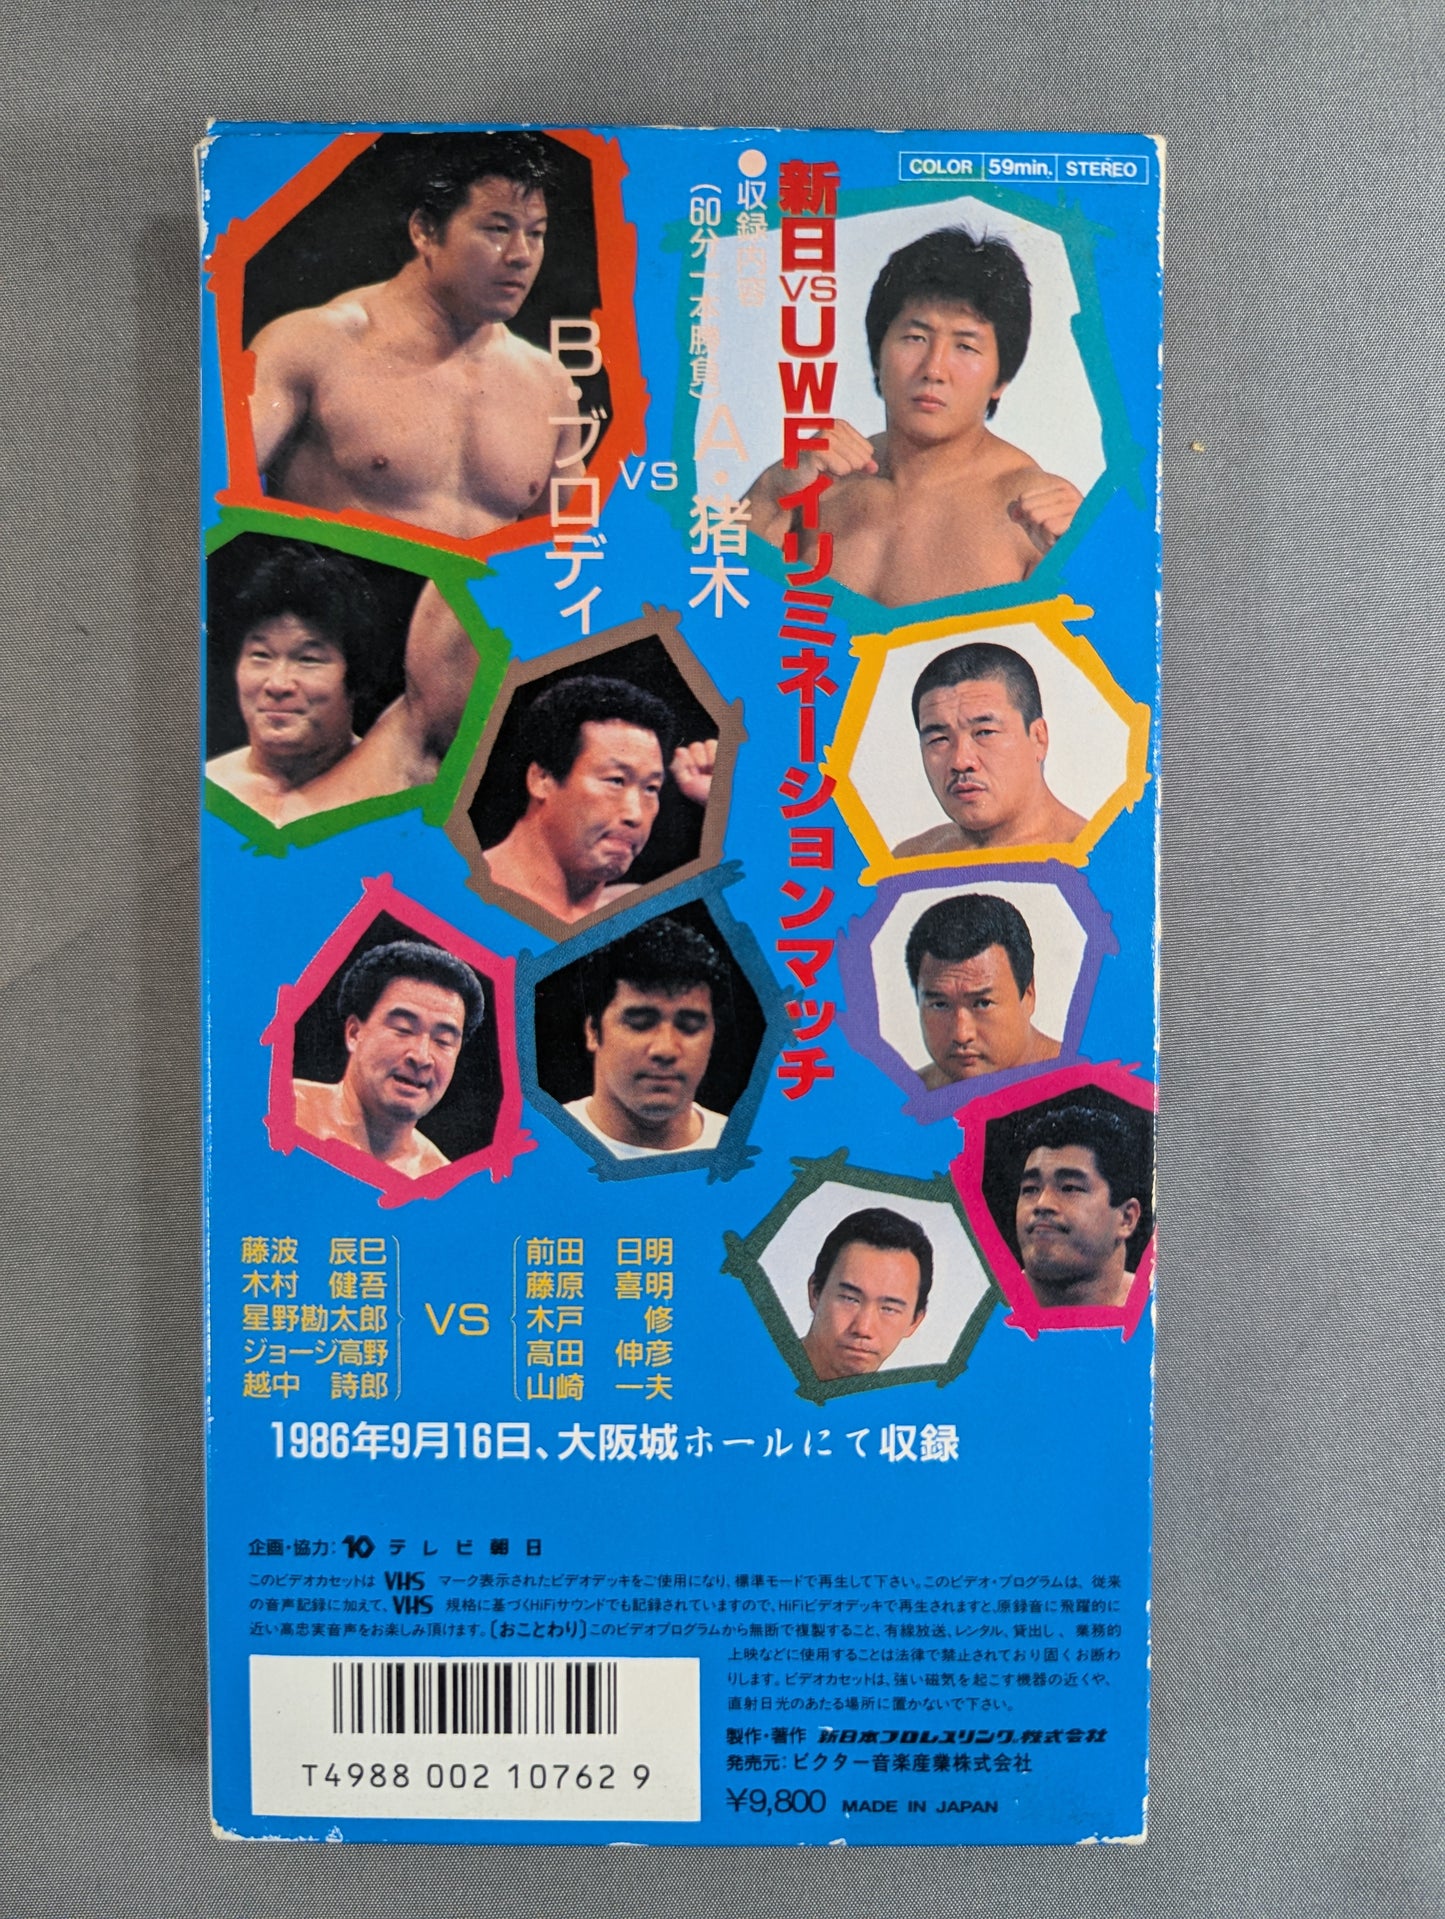 COLOR 59min. STEREO
新日VSUWFイリミネーションマッチ
●収録内容
(60分一本勝負)
A・猪木
VS
B・ブロディ
藤波 辰巳
木村 健吾
星野勘太郎
ジョージ高野
越中 詩郎
VS
前田 日明
藤原 喜明
木戸 修
高田 伸彦
山崎 一夫
1986年9月16日、大阪城ホールにて収録
企画・協力:10 テレビ朝日
このビデオカセットは VHS マーク表示されたビデオデッキをご使用になり、標準モードで再生して下さい。このビデオ・プログラムは、従来
の音声記録に加えて、VHS 規格に基づくHiFiサウンドでも記録されていますので、HiFiビデオデッキで再生されますと、原録音に飛躍的に
近い高忠実音声をお楽しみ頂けます。〔おことわり〕このビデオプログラムから無断で複製すること、有線放送、レンタル、貸出し、業務的
上映などに使用することは法律で禁止されており固くお断わ
りします。ビデオカセットは、強い磁気を起こす機器の近くや、
直射日光のあたる場所に置かないで下さい。
製作・著作 新日本プロレスリング株式会社
発売元:ビクター音楽産業株式会社
¥9,800 MADE IN JAPAN
T4988 002 10762 9